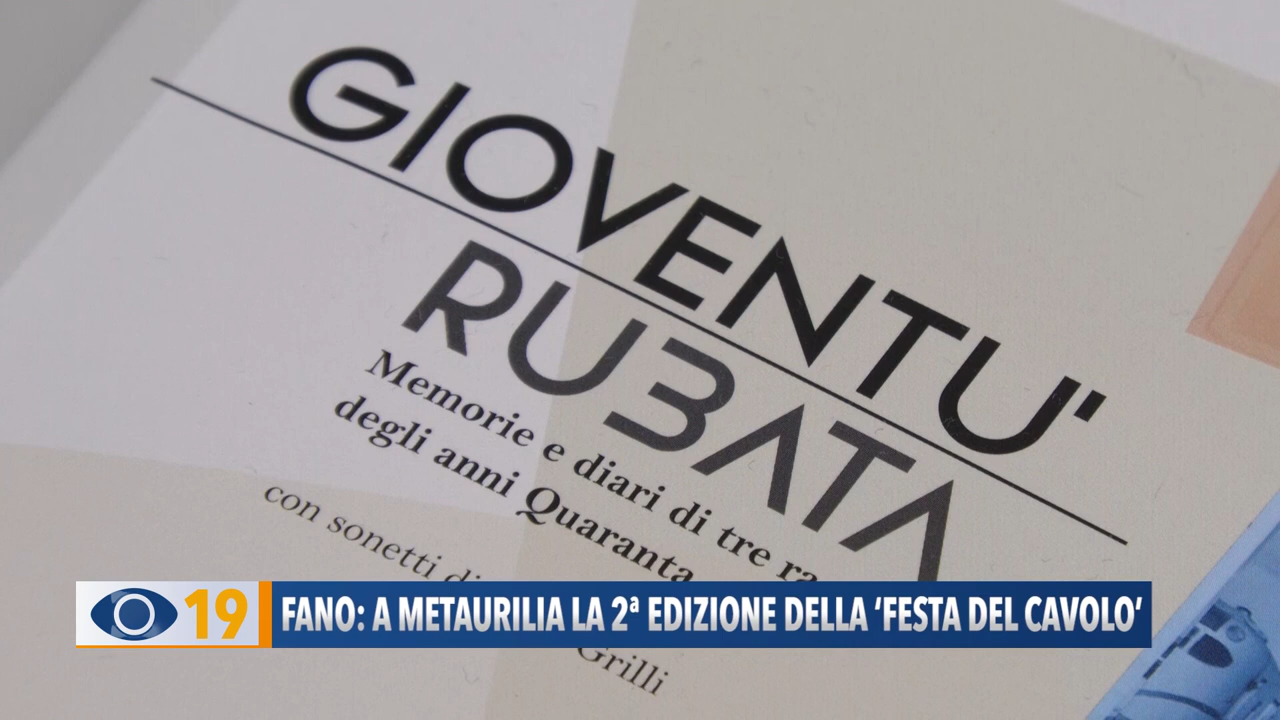 GIOVENTU'
RUBATA
Memorie e diari di tre
degli anni Quaranta
con sonetti di
Grilli
19
FANO: A METAURILIA LA 2ª EDIZIONE DELLA ‘FESTA DEL CAVOLO’